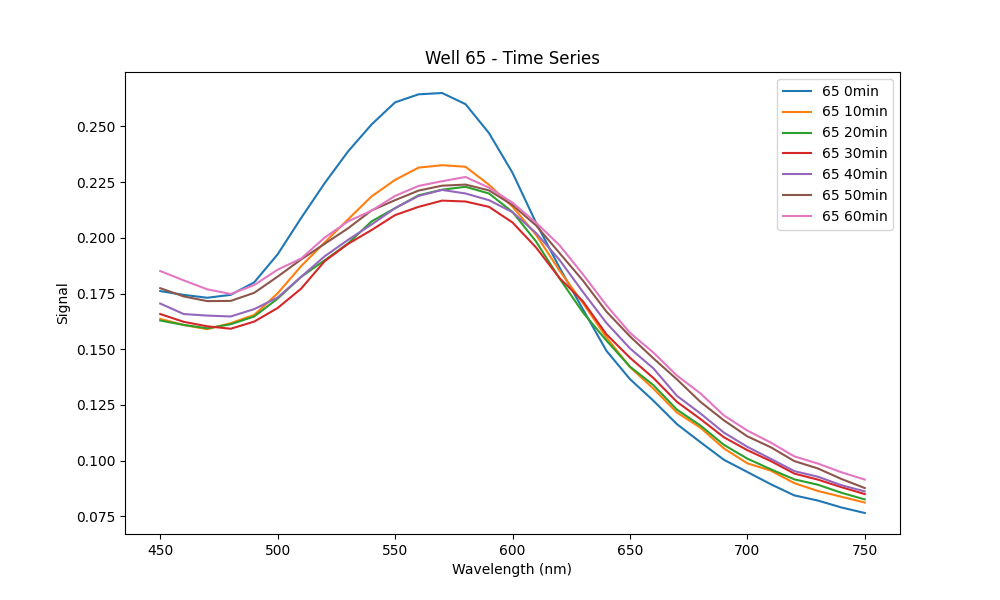 Well 65 - Time Series
65 0min
65 10min
65 20min
65 30min
65 40min
65 50min
65 60min
Signal
0.250
0.225
0.200
0.175
0.150
0.125
0.100
0.075
450 500 550 600 650 700 750
Wavelength (nm)